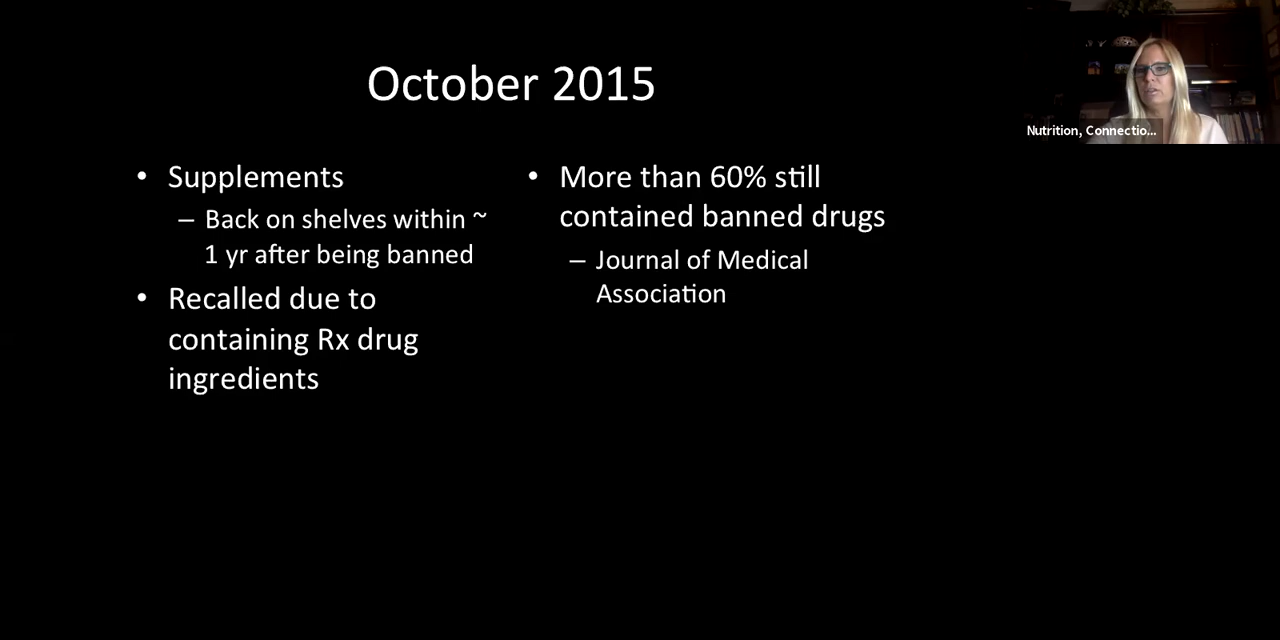 October 2015
• Supplements
– Back on shelves within ~
1 yr after being banned
• Recalled due to
containing Rx drug
ingredients
• More than 60% still
contained banned drugs
– Journal of Medical
Association
Nutrition, Connectio...